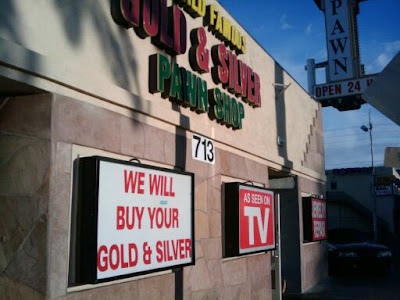 WORLD FAMOUS
GOLD & SILVER
PAWN SHOP
PAWN
OPEN 24 H
713
WE WILL
BUY YOUR
GOLD & SILVER
AS SEEN ON
TV